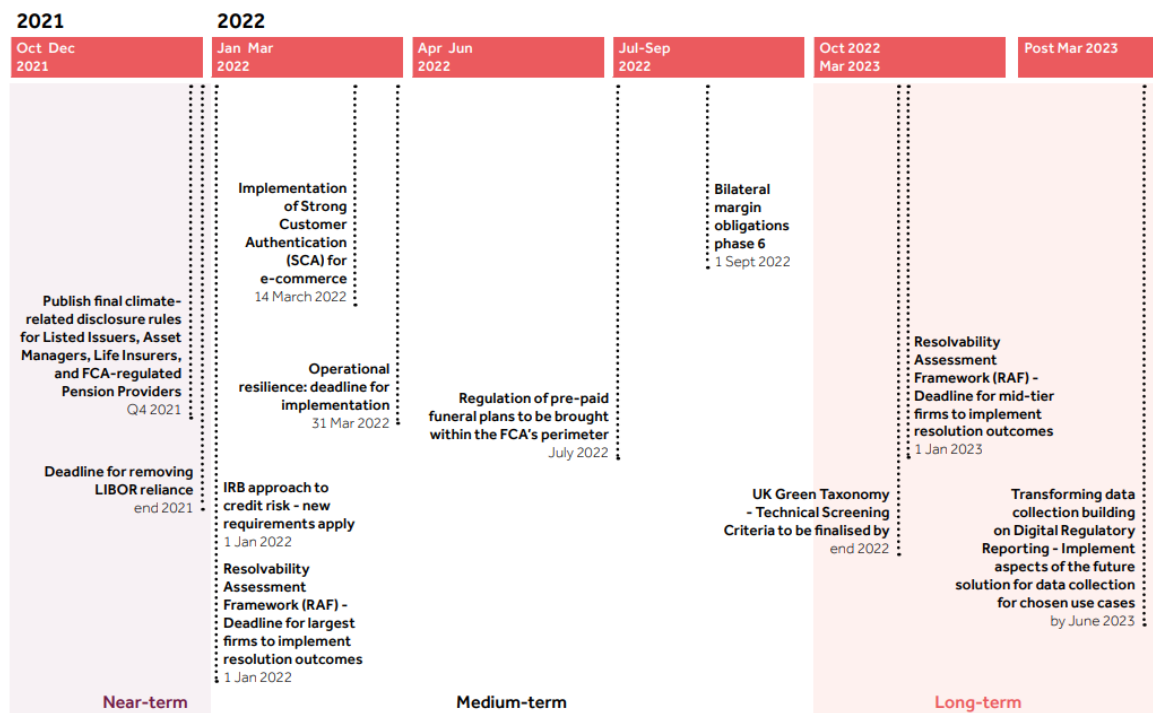 2021
2022
Oct Dec
2021
Jan Mar
2022
Apr Jun
2022
Jul-Sep
2022
Oct 2022
Mar 2023
Post Mar 2023
Publish final climate-
related disclosure rules
for Listed Issuers, Asset
Managers, Life Insurers,
and FCA-regulated
Pension Providers
Q4 2021
Deadline for removing
LIBOR reliance
end 2021
Implementation
of Strong
Customer
Authentication
(SCA) for
e-commerce
14 March 2022
Operational
resilience: deadline for
implementation
31 Mar 2022
IRB approach to
credit risk - new
requirements apply
1 Jan 2022
Resolvability
Assessment
Framework (RAF) -
Deadline for largest
firms to implement
resolution outcomes
1 Jan 2022
Regulation of pre-paid
funeral plans to be brought
within the FCA's perimeter
July 2022
Bilateral
margin
obligations
phase 6
1 Sept 2022
UK Green Taxonomy
- Technical Screening
Criteria to be finalised by
end 2022
Resolvability
Assessment
Framework (RAF) -
Deadline for mid-tier
firms to implement
resolution outcomes
1 Jan 2023
Transforming data
collection building
on Digital Regulatory
Reporting - Implement
aspects of the future
solution for data collection
for chosen use cases
by June 2023
Near-term
Medium-term
Long-term